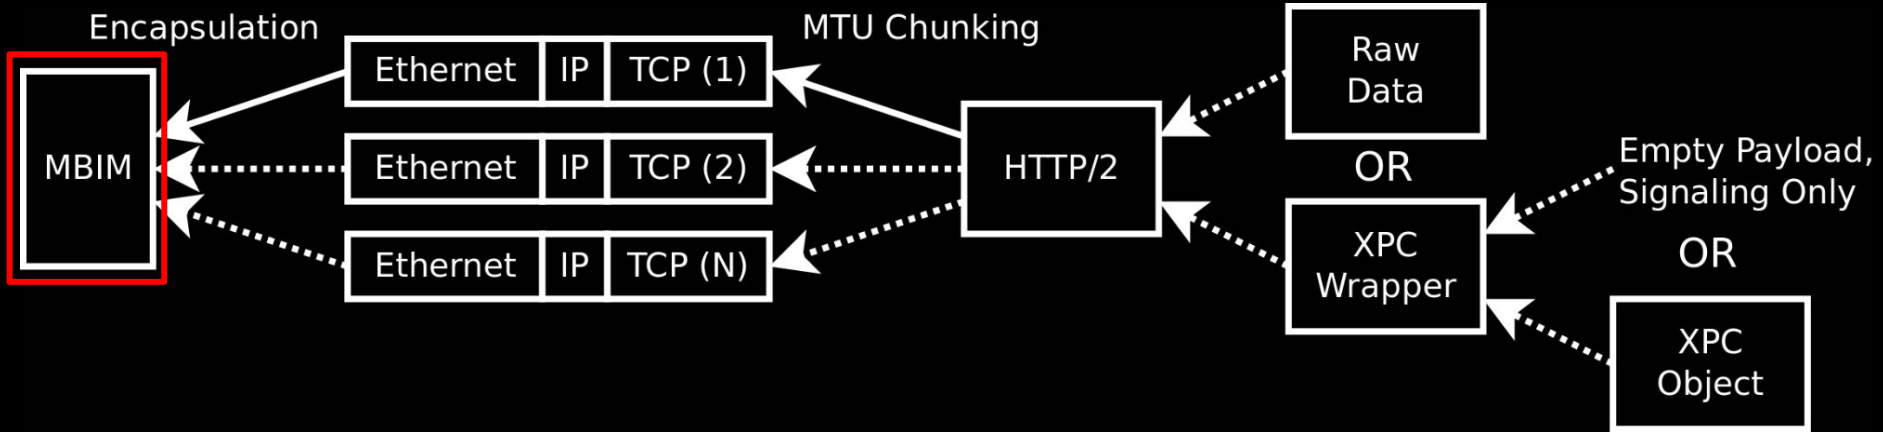 Encapsulation
MTU Chunking
MBIM
Ethernet IP TCP (1)
Ethernet IP TCP (2)
Ethernet IP TCP (N)
HTTP/2
Raw
Data
OR
XPC
Wrapper
Empty Payload,
Signaling Only
OR
XPC
Object